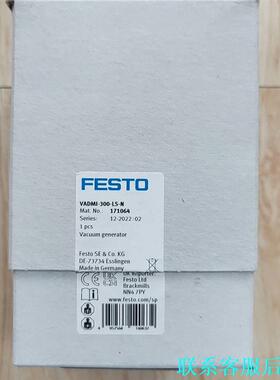 FESTO
VADMI-300-LS-N
Mat. No.: 171064
Series: 12-2022:02
1 pcs
Vacuum generator
Festo SE & Co. KG
DE-73734 Esslingen
Made in Germany
UK Importer:
Festo Ltd
Brackmills
NN4 7PY
www.festo.com/sp
联系客服后